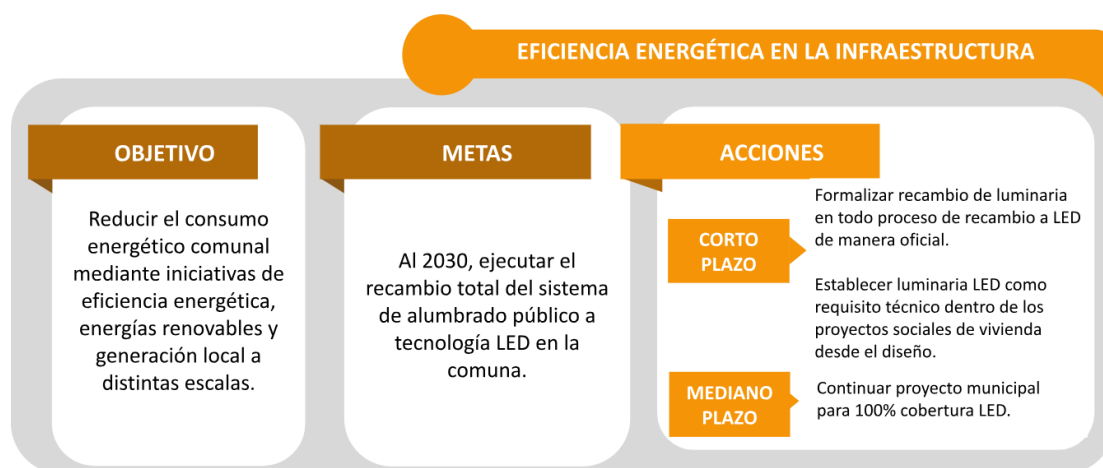 EFICIENCIA ENERGÉTICA EN LA INFRAESTRUCTURA
OBJETIVO
Reducir el consumo
energético comunal
mediante iniciativas de
eficiencia energética,
energías renovables y
generación local a
distintas escalas.
METAS
Al 2030, ejecutar el
recambio total del sistema
de alumbrado público a
tecnología LED en la
comuna.
ACCIONES
CORTO
PLAZO
Formalizar recambio de luminaria
en todo proceso de recambio a LED
de manera oficial.
Establecer luminaria LED como
requisito técnico dentro de los
proyectos sociales de vivienda
desde el diseño.
MEDIANO
PLAZO
Continuar proyecto municipal
para 100% cobertura LED.